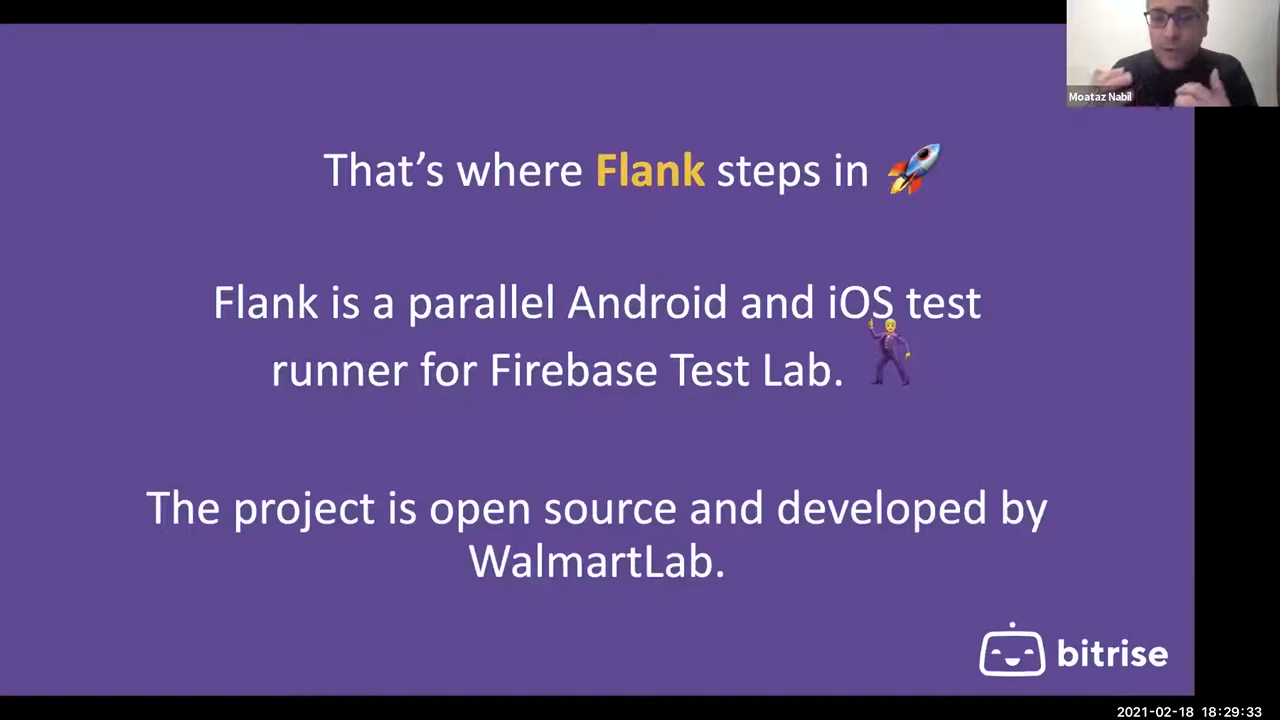 Moataz Nabil
That’s where Flank steps in 🚀
Flank is a parallel Android and iOS test
runner for Firebase Test Lab. 🕺
The project is open source and developed by
WalmartLab.
bitrise
2021-02-18 18:29:33